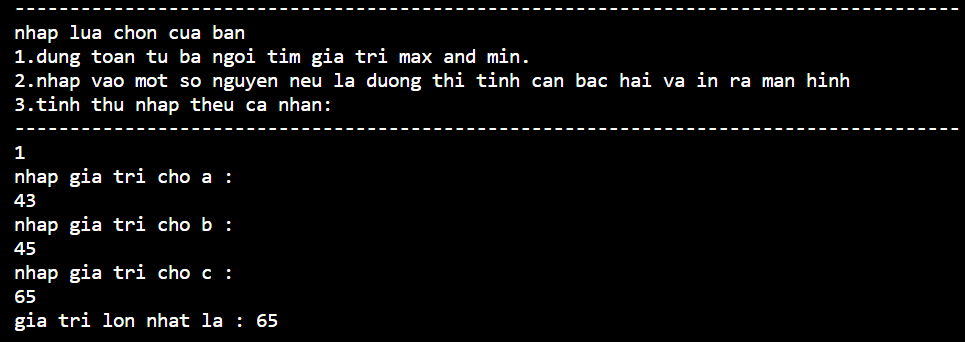 --------------------------------------------------------------------------------------
nhap lua chon cua ban
1.dung toan tu ba ngoi tim gia tri max and min.
2.nhap vao mot so nguyen neu la duong thi tinh can bac hai va in ra man hinh
3.tinh thu nhap theu ca nhan:
--------------------------------------------------------------------------------------
1
nhap gia tri cho a :
43
nhap gia tri cho b :
45
nhap gia tri cho c :
65
gia tri lon nhat la : 65